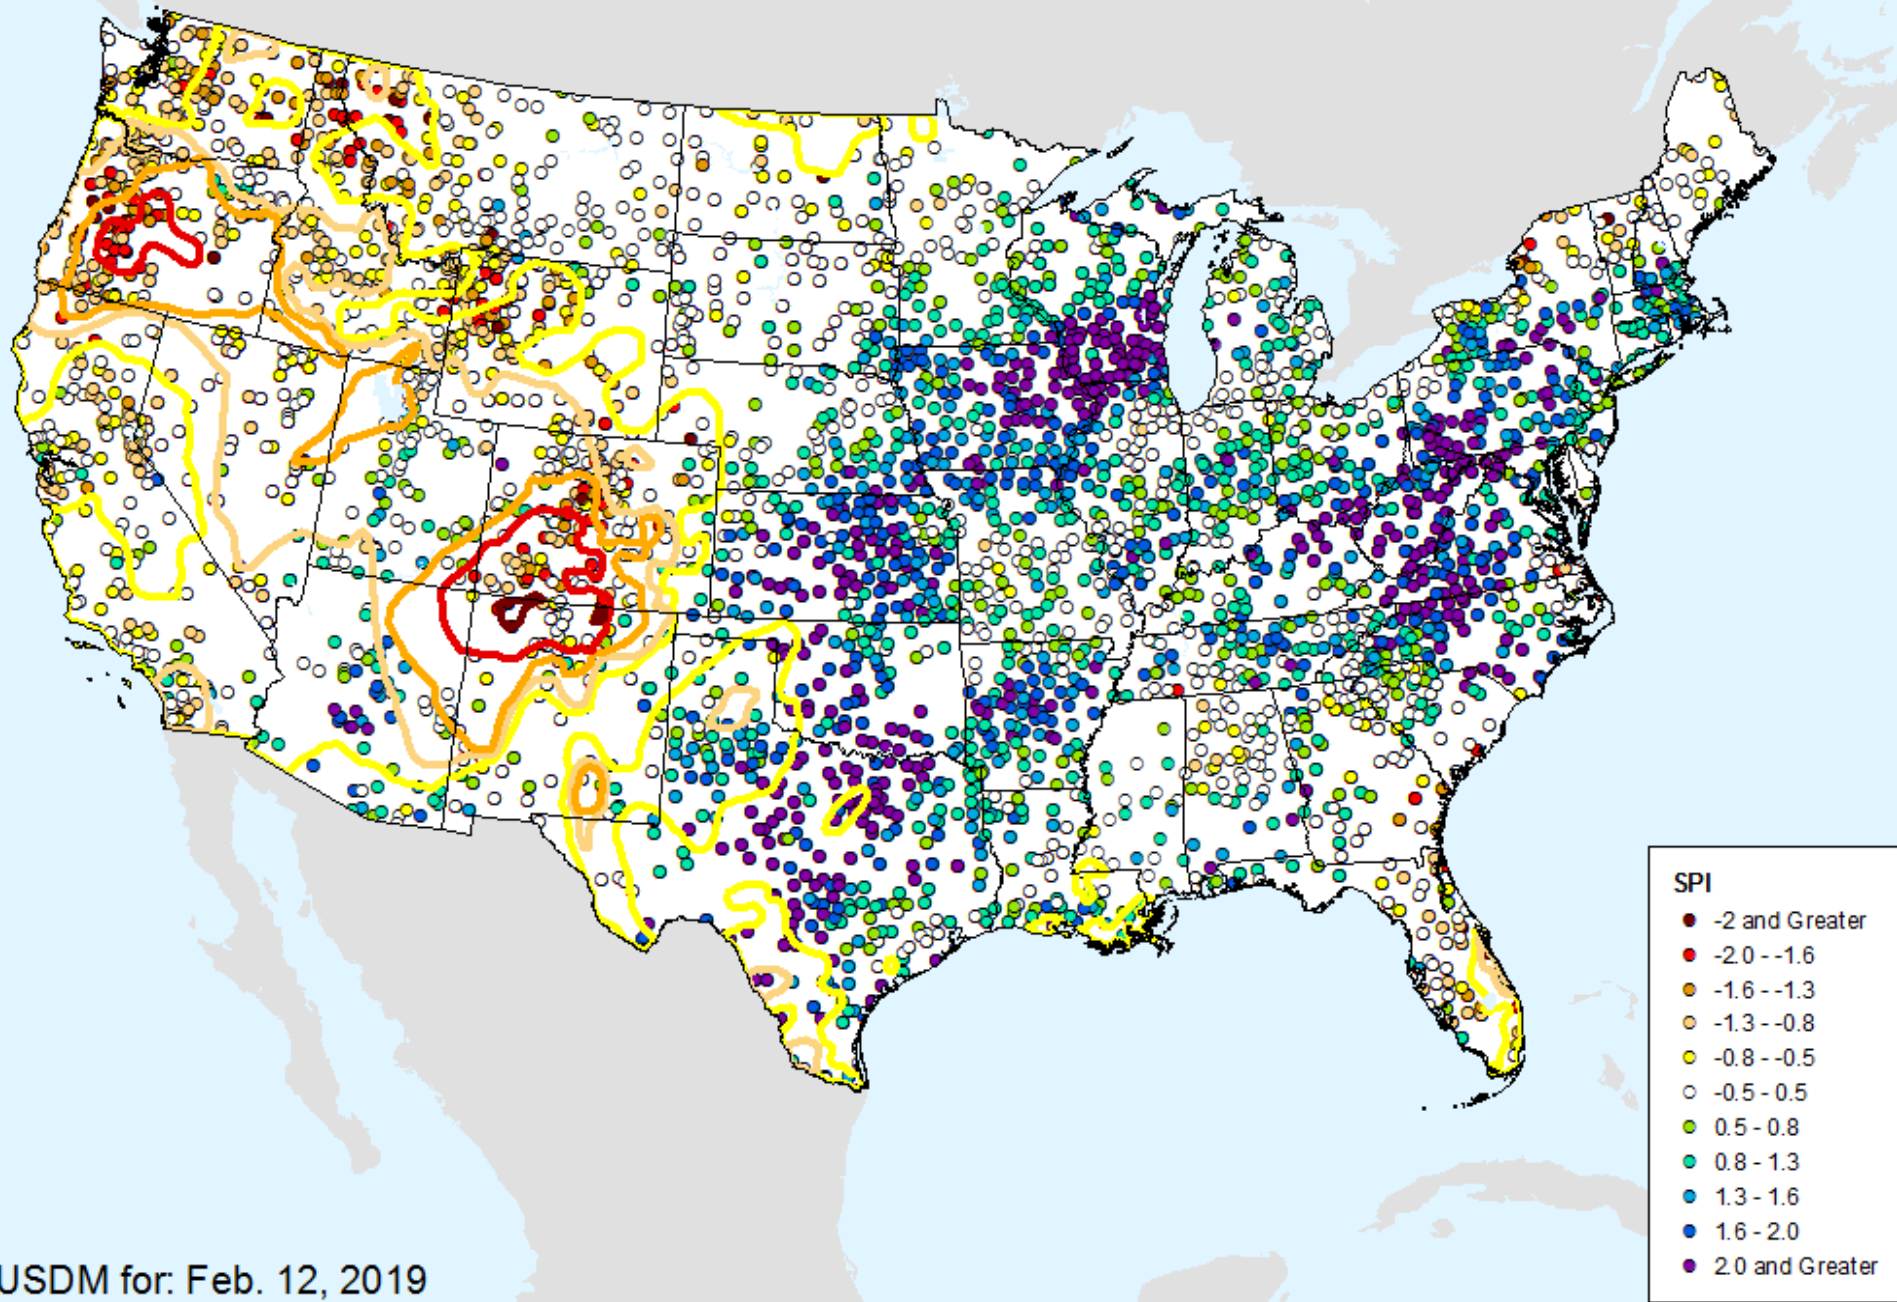 SPI
-2 and Greater
-2.0 - -1.6
-1.6 - -1.3
-1.3 - -0.8
-0.8 - -0.5
-0.5 - 0.5
0.5 - 0.8
0.8 - 1.3
1.3 - 1.6
1.6 - 2.0
2.0 and Greater
USDM for: Feb. 12, 2019